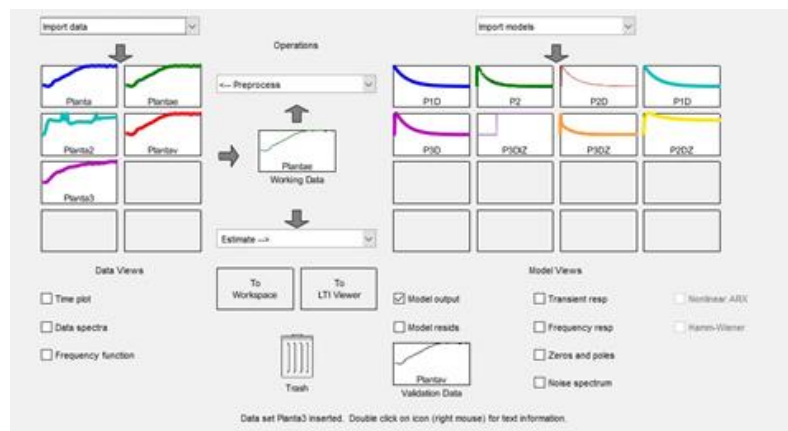 Import data
Operations
Import models
Planta
Plantae
<-- Preprocess
P1D
P2
P2D
P1D
Planta2
Plantav
Plantae
Working Data
P3D
P3DIZ
P3DZ
P2DZ
Planta3
Estimate -->
Data Views
Model Views
To
Workspace
To
LTI Viewer
Time plot
Model output
Transient resp
Nonlinear ARX
Data spectra
Model resids
Frequency resp
Hamm-Wiener
Frequency function
Zeros and poles
Trash
Plantav
Validation Data
Noise spectrum
Data set Planta3 inserted. Double click on icon (right mouse) for text information.